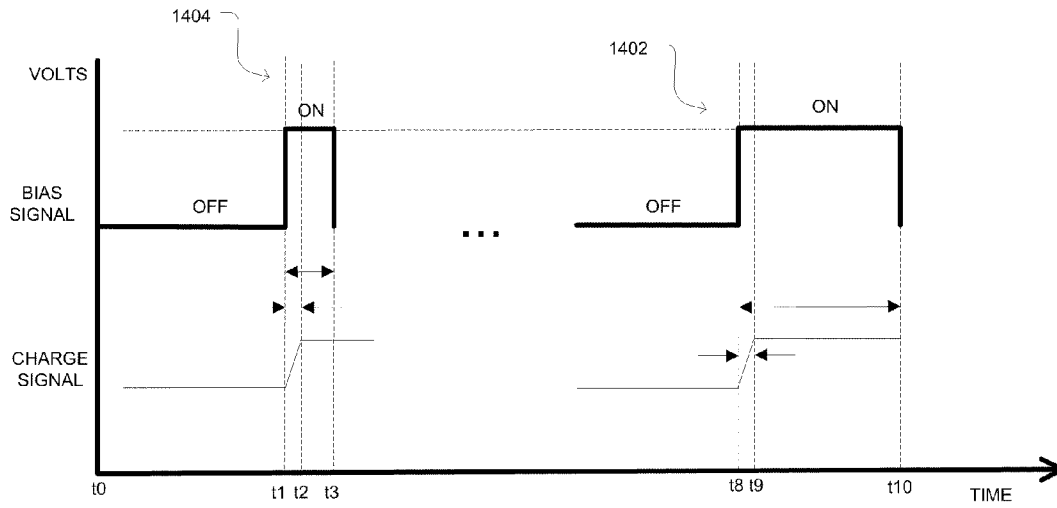 1404
1402
VOLTS
ON
ON
BIAS
SIGNAL
OFF
OFF
...
CHARGE
SIGNAL
t0
t1 t2 t3
t8 t9
t10
TIME